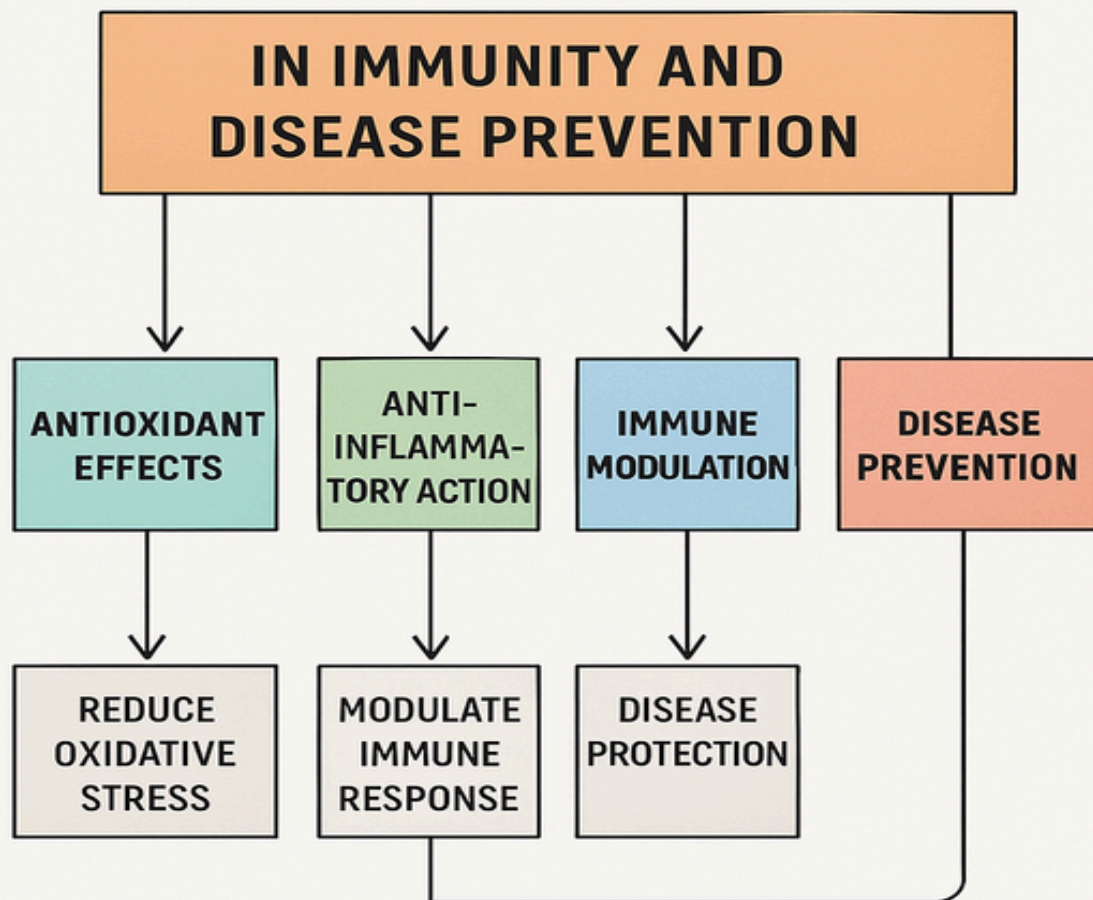 IN IMMUNITY AND
DISEASE PREVENTION
ANTIOXIDANT
EFFECTS
ANTI-
INFLAMMA-
TORY ACTION
IMMUNE
MODULATION
DISEASE
PREVENTION
REDUCE
OXIDATIVE
STRESS
MODULATE
IMMUNE
RESPONSE
DISEASE
PROTECTION